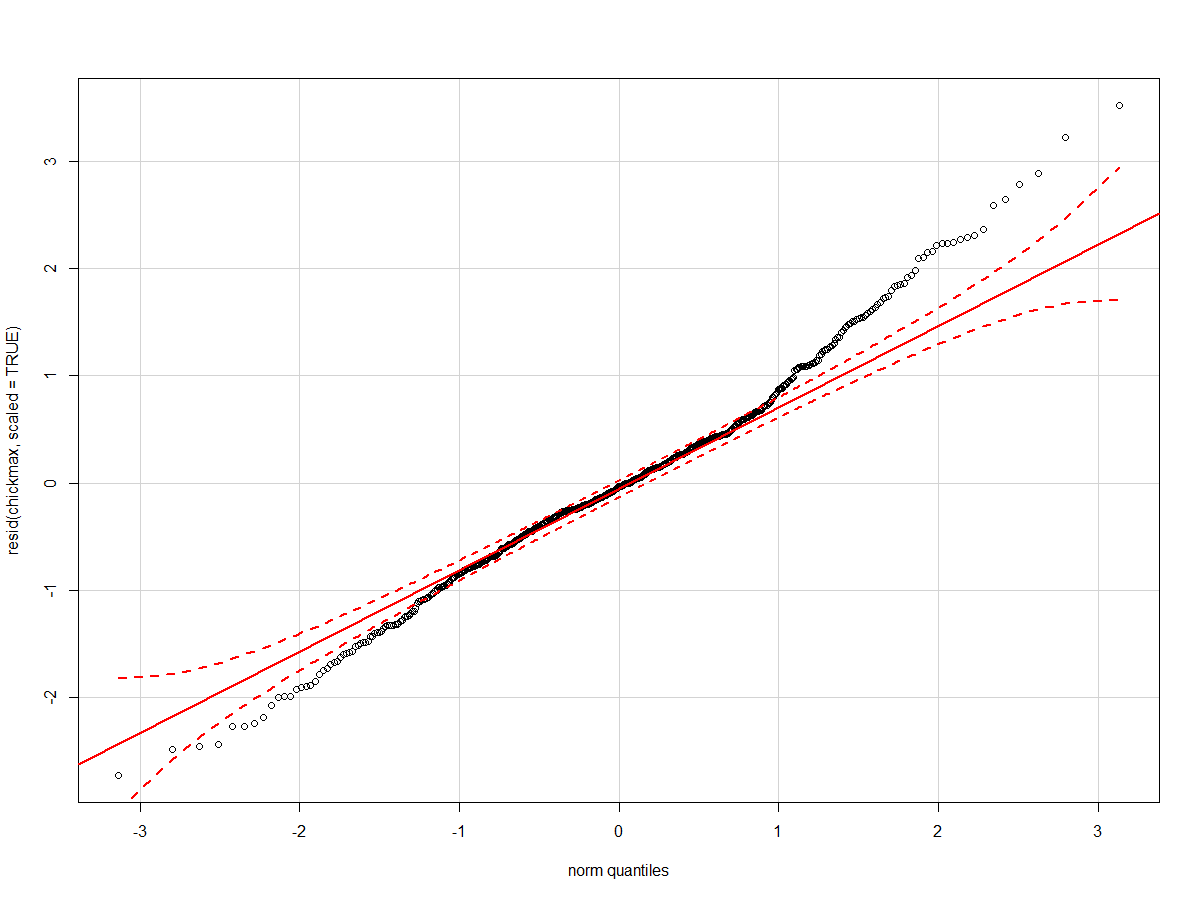 3
2
1
0
-1
-2
resid(chickmax, scaled = TRUE)
-3 -2 -1 0 1 2 3
norm quantiles